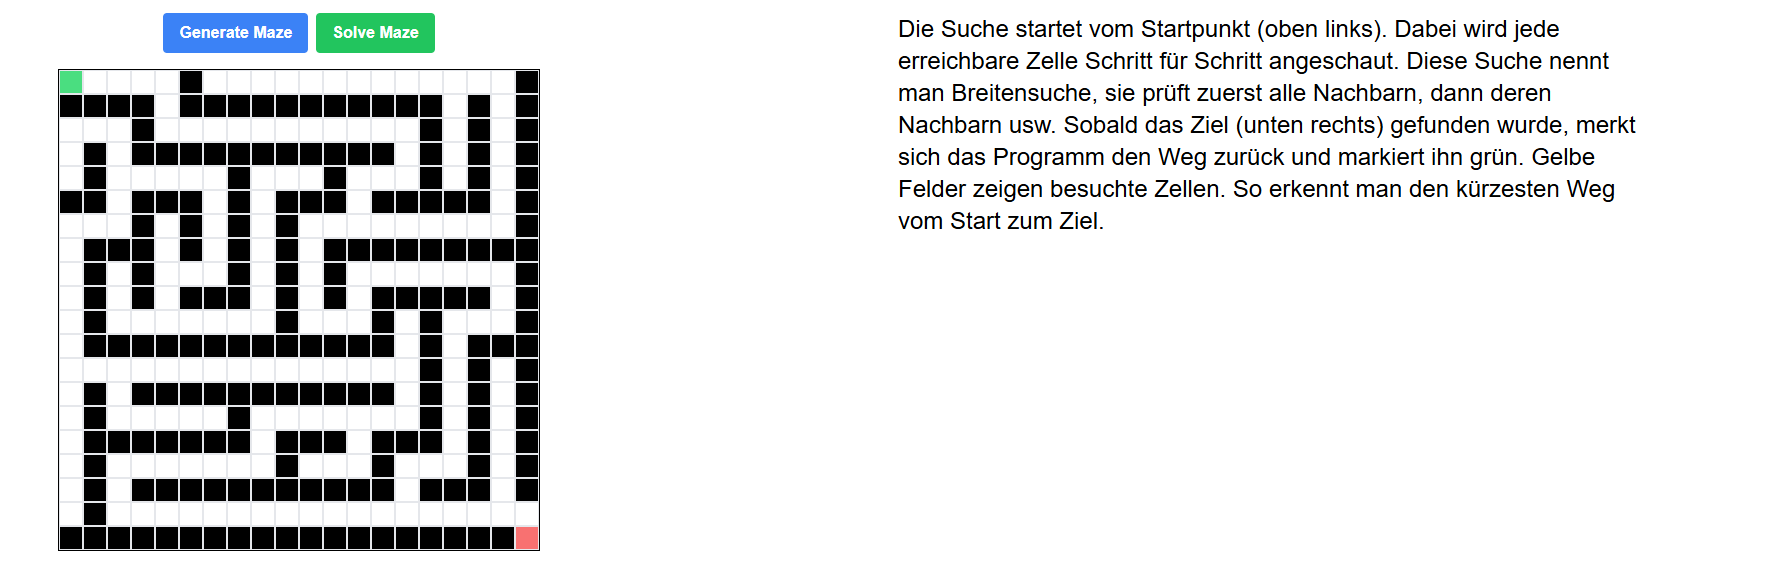 Generate Maze
Solve Maze
Die Suche startet vom Startpunkt (oben links). Dabei wird jede
erreichbare Zelle Schritt für Schritt angeschaut. Diese Suche nennt
man Breitensuche, sie prüft zuerst alle Nachbarn, dann deren
Nachbarn usw. Sobald das Ziel (unten rechts) gefunden wurde, merkt
sich das Programm den Weg zurück und markiert ihn grün. Gelbe
Felder zeigen besuchte Zellen. So erkennt man den kürzesten Weg
vom Start zum Ziel.